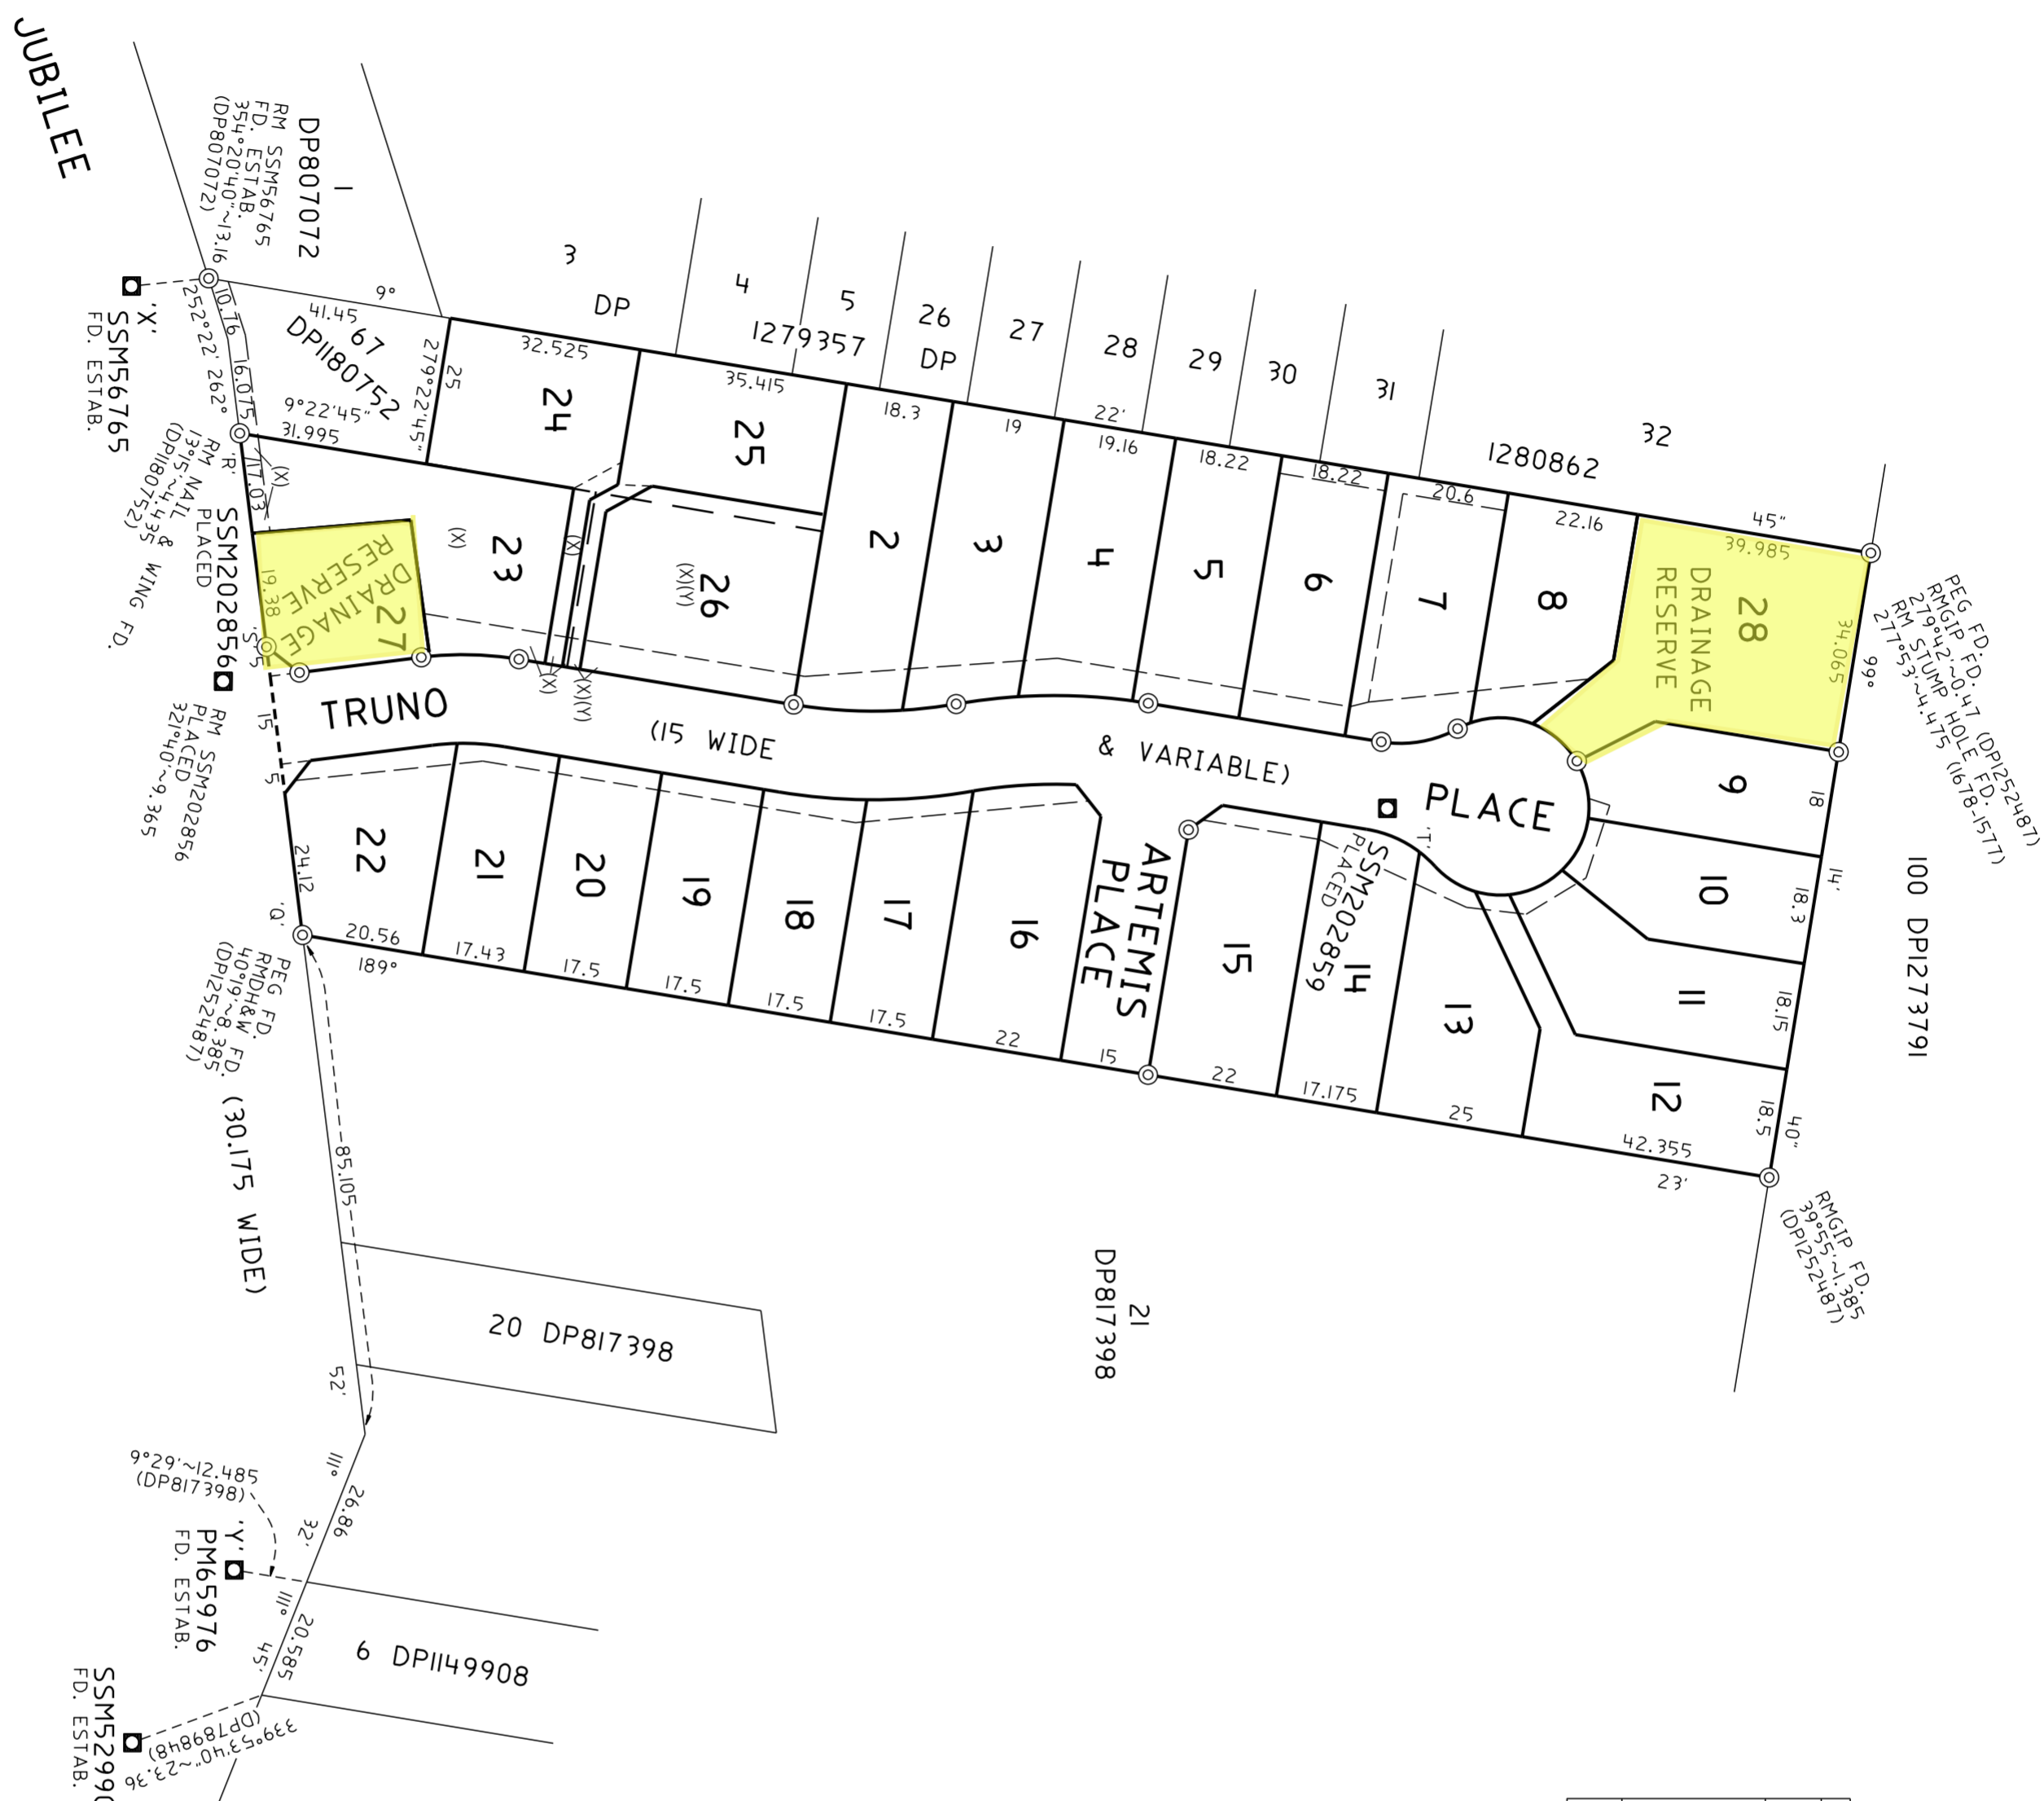 JUBILEE
RM SSM56765
FD. ESTAB.
354°20'40"~13.16
(DP807072)
1
DP807072
'X'
SSM56765
FD. ESTAB.
10.76
16.075
252°22'
262°
9°
41.45
67
DP1180752
9°22'45"
31.995
279°22'45"
25
'R'
17.03
(X)
RM NAIL & WING FD.
13°15'~4.435
(DP1180752)
3
DP
4
5
1279357
26
DP
27
28
29
30
31
32
1280862
22'
45"
32.525
24
35.415
25
18.3
2
19
3
19.16
4
18.22
5
18.22
6
20.6
7
22.16
8
39.985
28
DRAINAGE
RESERVE
34.065
99°
PEG FD.
RMGIP FD.
279°42'~0.47 (DP1252487)
RM STUMP HOLE FD.
277°53'~4.475 (1678-1577)
(X)
23
(X)
26
(X)(Y)
(X)
(X)(Y)
27
DRAINAGE
RESERVE
19.38
'S'
5
SSM202856
PLACED
15
5
RM SSM202856
PLACED
321°40'~9.365
TRUNO
(15 WIDE
& VARIABLE)
PLACE
'T'
SSM202859
PLACED
9
18
10
14'
18.3
11
18.15
12
18.5
40"
42.355
23'
100 DP1273791
RMGIP FD.
39°55'~1.385
(DP1252487)
22
24.12
20.56
189°
21
17.43
20
17.5
19
17.5
18
17.5
17
17.5
16
22
ARTEMIS
PLACE
15
15
22
14
17.175
13
25
'Q'
PEG FD.
RMDH&W. FD.
40°19'~8.385
(DP1252487)
(30.175 WIDE)
85.105
21
DP817398
20 DP817398
52'
111°
26.86
32'
9°29'~12.485
(DP817398)
'Y'
PM65976
FD. ESTAB.
111°
20.585
45'
6 DP1149908
339°53'40"~23.36
(DP789848)
FD. ESTAB.